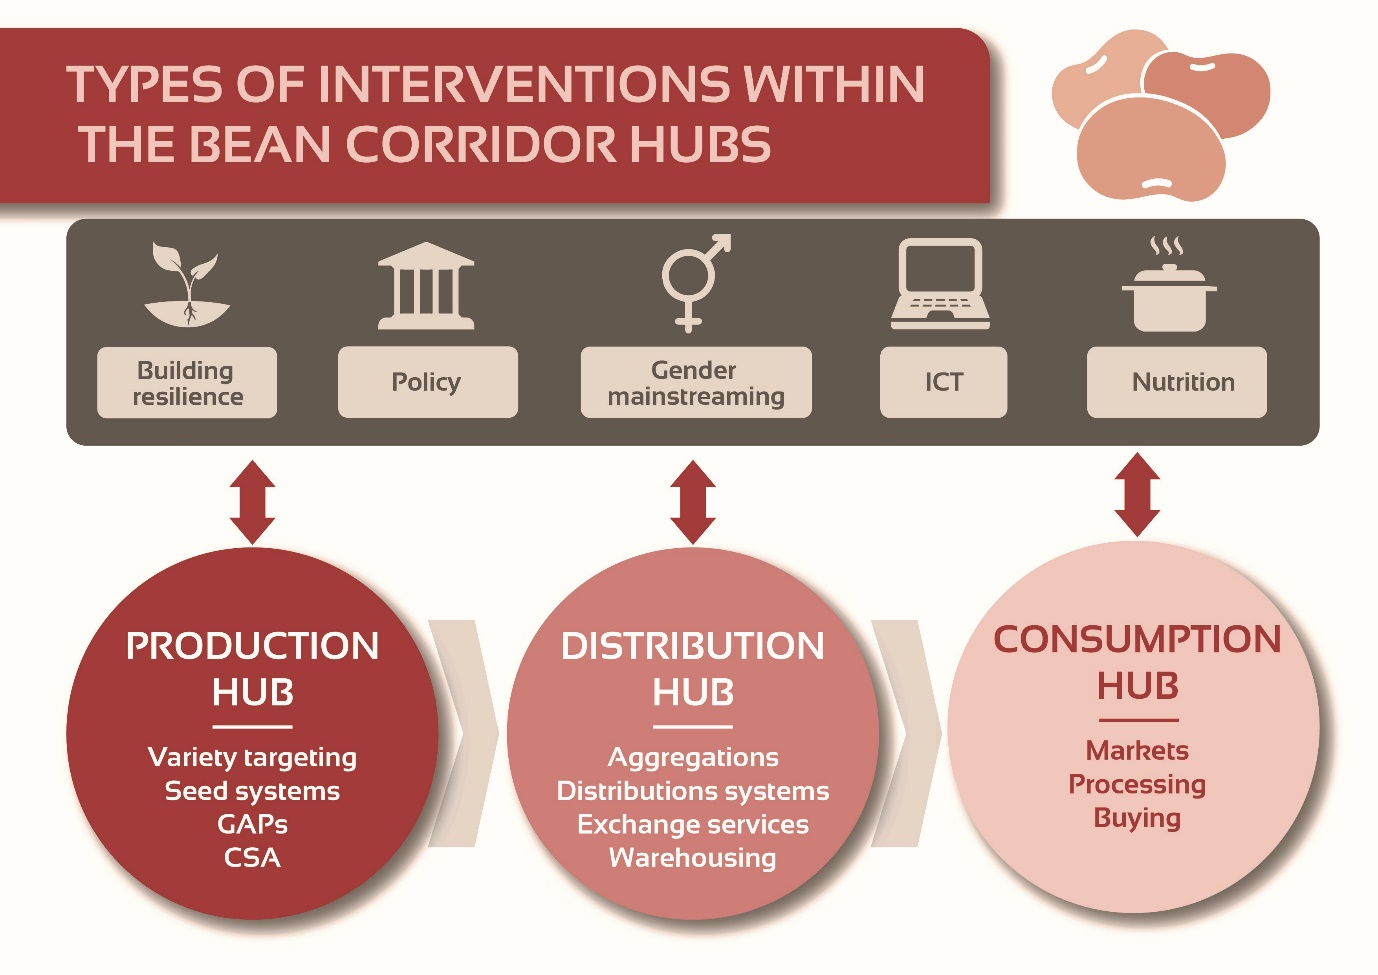 TYPES OF INTERVENTIONS WITHIN
THE BEAN CORRIDOR HUBS
Building
resilience
Policy
Gender
mainstreaming
ICT
Nutrition
PRODUCTION
HUB
Variety targeting
Seed systems
GAPs
CSA
DISTRIBUTION
HUB
Aggregations
Distributions systems
Exchange services
Warehousing
CONSUMPTION
HUB
Markets
Processing
Buying